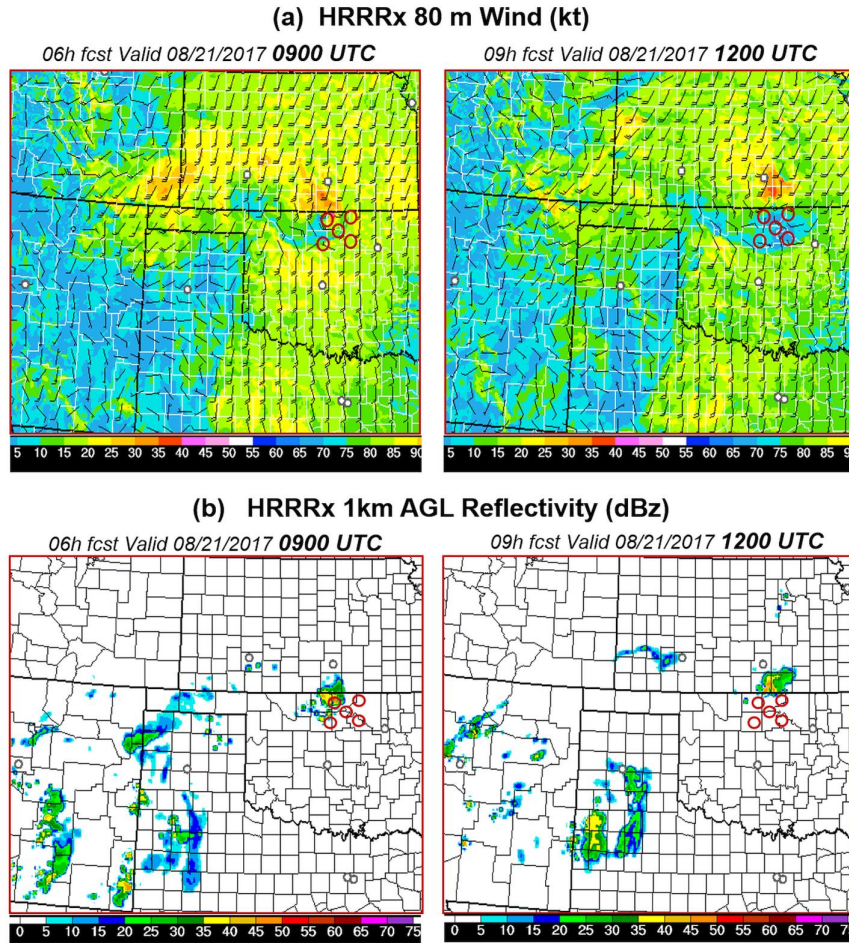 (a) HRRRx 80 m Wind (kt)
06h fcst Valid 08/21/2017 0900 UTC
09h fcst Valid 08/21/2017 1200 UTC
5 10 15 20 25 30 35 40 45 50 55 60 65 70 75 80 85 90
5 10 15 20 25 30 35 40 45 50 55 60 65 70 75 80 85
(b) HRRRx 1km AGL Reflectivity (dBz)
06h fcst Valid 08/21/2017 0900 UTC
09h fcst Valid 08/21/2017 1200 UTC
0 5 10 15 20 25 30 35 40 45 50 55 60 65 70 75
0 5 10 15 20 25 30 35 40 45 50 55 60 65 70